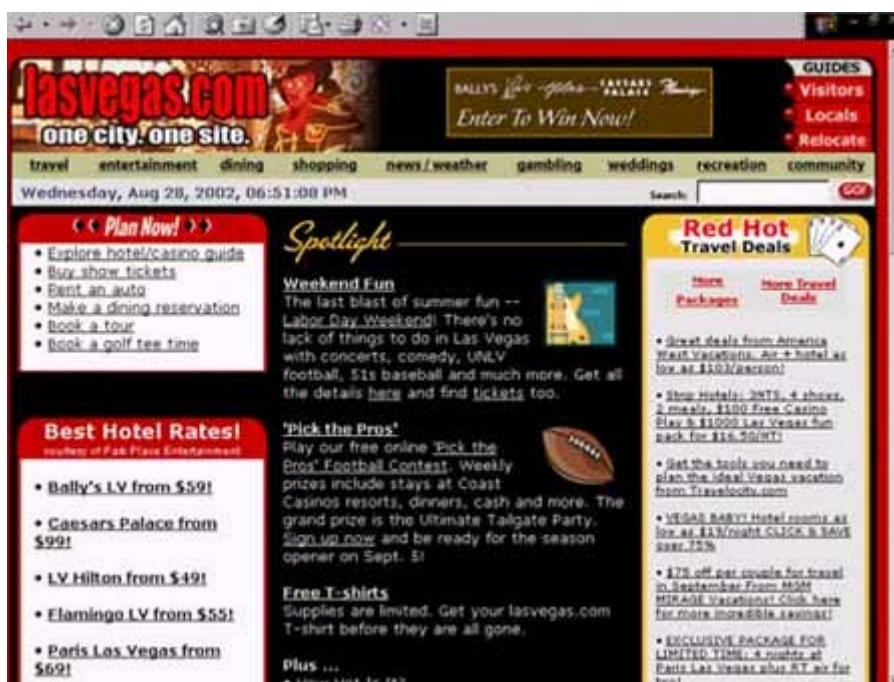 lasvegas.com
one city. one site.
BALLY'S Paris CAESARS PALACE Flamingo
Enter To Win Now!
GUIDES
Visitors
Locals
Relocate
travel entertainment dining shopping news/weather gambling weddings recreation community
Wednesday, Aug 28, 2002, 06:51:08 PM
Search:
GO!
Plan Now!
• Explore hotel/casino guide
• Buy show tickets
• Rent an auto
• Make a dining reservation
• Book a tour
• Book a golf tee time
Best Hotel Rates!
courtesy of Park Place Entertainment
• Bally's LV from $59!
• Caesars Palace from
$99!
• LV Hilton from $49!
• Flamingo LV from $55!
• Paris Las Vegas from
$69!
Spotlight
Weekend Fun
The last blast of summer fun --
Labor Day Weekend! There's no
lack of things to do in Las Vegas
with concerts, comedy, UNLV
football, 51s baseball and much more. Get all
the details here and find tickets too.
'Pick the Pros'
Play our free online 'Pick the
Pros' Football Contest. Weekly
prizes include stays at Coast
Casinos resorts, dinners, cash and more. The
grand prize is the Ultimate Tailgate Party.
Sign up now and be ready for the season
opener on Sept. 5!
Free T-shirts
Supplies are limited. Get your lasvegas.com
T-shirt before they are all gone.
Plus ...
Red Hot
Travel Deals
More
Packages
More Travel
Deals
• Great deals from America
West Vacations. Air + hotel as
low as $103/person!
• Strip Hotels: 3NTS, 4 shows,
2 meals, $100 Free Casino
Play & $1000 Las Vegas fun
pack for $16.50/NT!
• Get the tools you need to
plan the ideal Vegas vacation
from Travelocity.com
• VEGAS BABY! Hotel rooms as
low as $19/night CLICK & SAVE
over 75%
• $75 off per couple for travel
in September From MGM
MIRAGE Vacations! Click here
for more incredible savings!
• EXCLUSIVE PACKAGE FOR
LIMITED TIME: 4 nights at
Paris Las Vegas plus RT air for